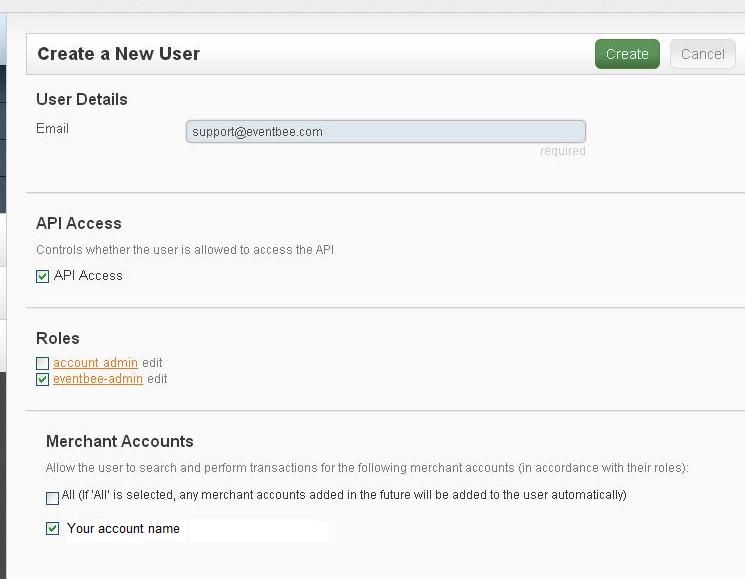 Create a New User
Create
Cancel
User Details
Email
support@eventbee.com
required
API Access
Controls whether the user is allowed to access the API
API Access
Roles
account admin edit
eventbee-admin edit
Merchant Accounts
Allow the user to search and perform transactions for the following merchant accounts (in accordance with their roles):
All (If 'All' is selected, any merchant accounts added in the future will be added to the user automatically)
Your account name